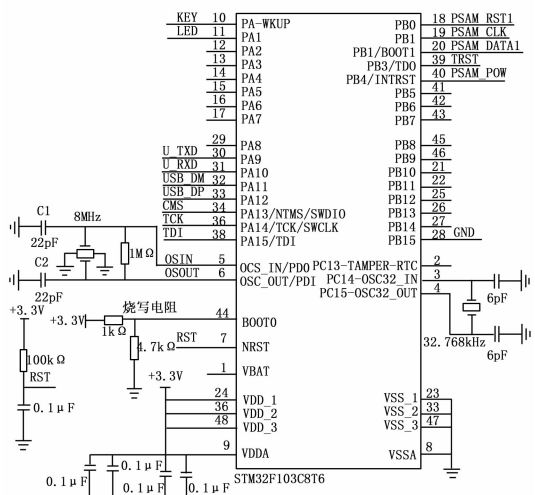 KEY 10 PA-WKUP
LED 11 PA1
12 PA2
13 PA3
14 PA4
15 PA5
16 PA6
17 PA7
29 PA8
U_TXD 30 PA9
U_RXD 31 PA10
USB_DM 32 PA11
USB_DP 33 PA12
CMS 34 PA13/NTMS/SWDIO
TCK 36 PA14/TCK/SWCLK
TDI 38 PA15/TDI
OSIN 5 OCS_IN/PD0
OSOUT 6 OSC_OUT/PDI
44 BOOT0
RST 7 NRST
1 VBAT
24 VDD_1
36 VDD_2
48 VDD_3
9 VDDA
PB0 18 PSAM_RST1
PB1 19 PSAM_CLK
PB1/BOOT1 20 PSAM_DATA1
PB3/TDO 39 TRST
PB4/INTRST 40 PSAM_POW
PB5 41
PB6 42
PB7 43
PB8 45
PB9 46
PB10 21
PB11 22
PB12 25
PB13 26
PB14 27
PB15 28 GND
PC13-TAMPER-RTC 2
PC14-OSC32_IN 3
PC15-OSC32_OUT 4
VSS_1 23
VSS_2 33
VSS_3 47
VSSA 8
C1
22pF
8MHz
1MΩ
C2
22pF
+3.3V
100kΩ
RST
0.1μF
烧写电阻
+3.3V
1kΩ
4.7kΩ
+3.3V
6pF
32.768kHz
6pF
0.1μF
0.1μF
0.1μF
0.1μF
STM32F103C8T6